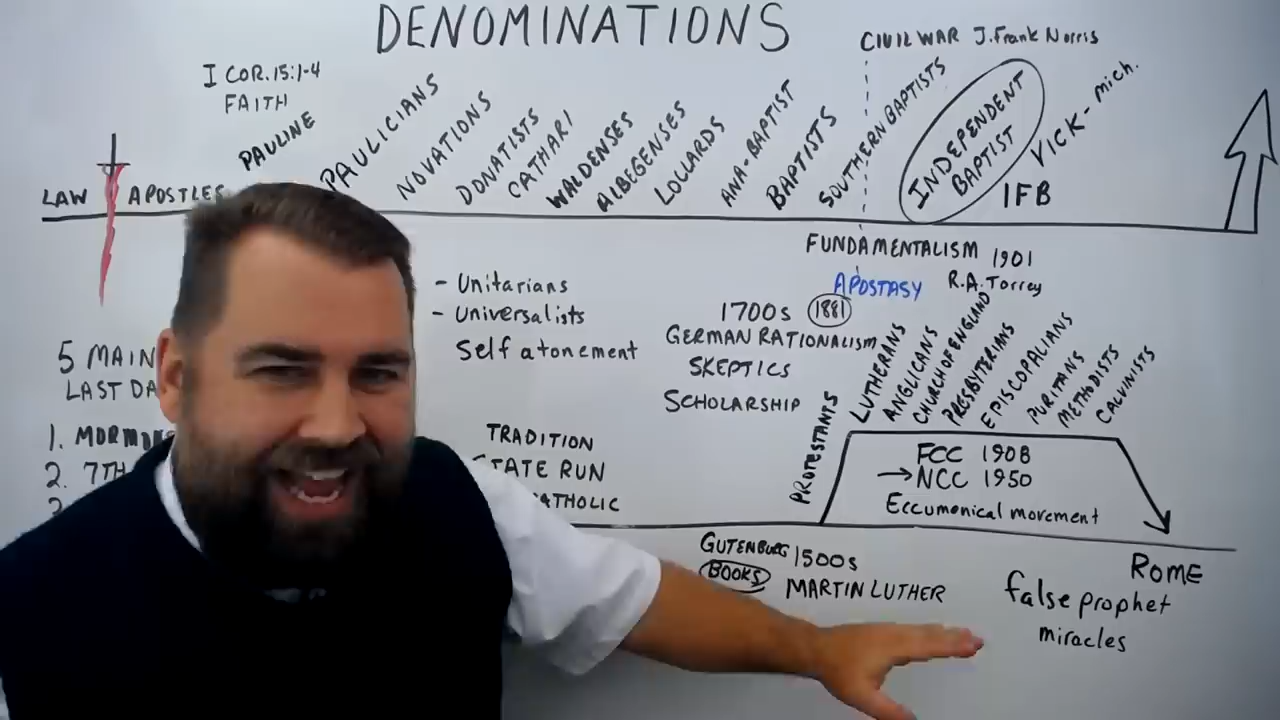 DENOMINATIONS
CIVIL WAR J. Frank Norris
I COR. 15:1-4
FAITH
PAULINE
PAULICIANS
NOVATIONS
DONATISTS
CATHARI
WALDENSES
ALBEGENSES
LOLLARDS
ANA-BAPTIST
BAPTISTS
SOUTHERN BAPTISTS
INDEPENDENT
BAPTIST
VICK - Mich.
IFB
LAW
APOSTLES
FUNDAMENTALISM 1901
APOSTASY
R.A. Torrey
- Unitarians
- Universalists
Self atonement
1700s 1881
GERMAN RATIONALISM
SKEPTICS
SCHOLARSHIP
5 MAIN
LAST DA
1. MORMONS
2. 7TH
TRADITION
STATE RUN
CATHOLIC
PROTESTANTS
LUTHERANS
ANGLICANS
CHURCH OF ENGLAND
PRESBYTERIANS
EPISCOPALIANS
PURITANS
METHODISTS
CALVINISTS
FCC 1908
→ NCC 1950
Eccumonical movement
GUTENBURG 1500s
BOOKS
MARTIN LUTHER
ROME
false prophet
miracles